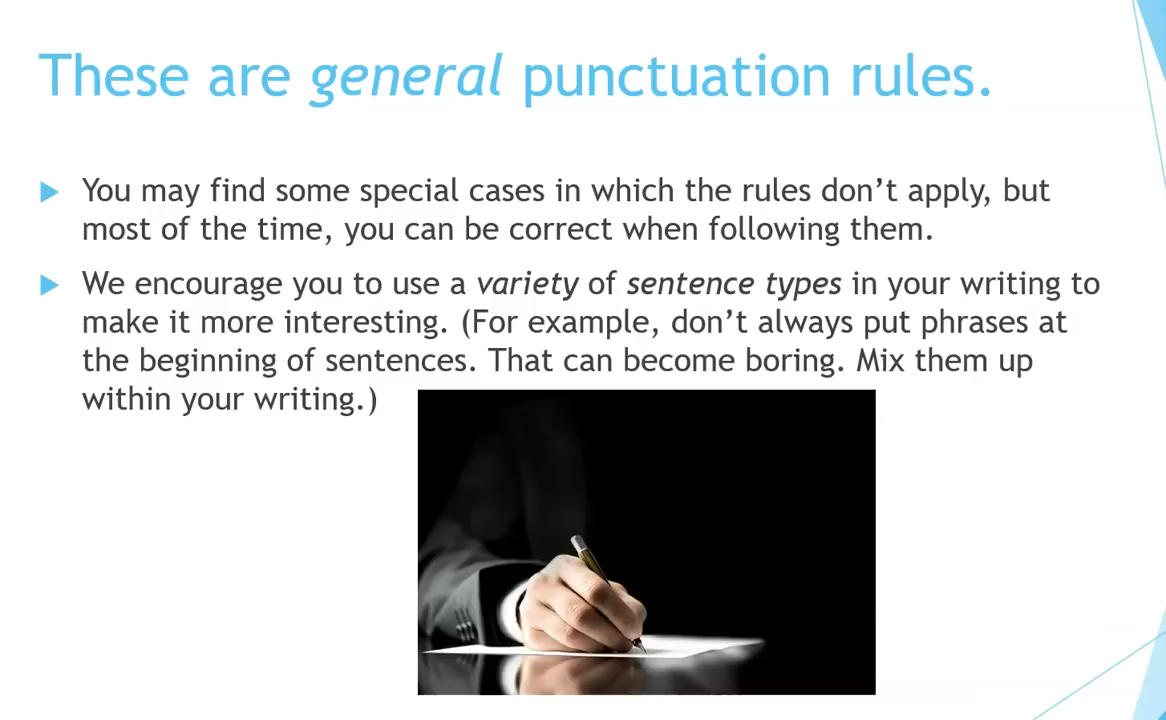 These are general punctuation rules.
You may find some special cases in which the rules don’t apply, but
most of the time, you can be correct when following them.
We encourage you to use a variety of sentence types in your writing to
make it more interesting. (For example, don’t always put phrases at
the beginning of sentences. That can become boring. Mix them up
within your writing.)